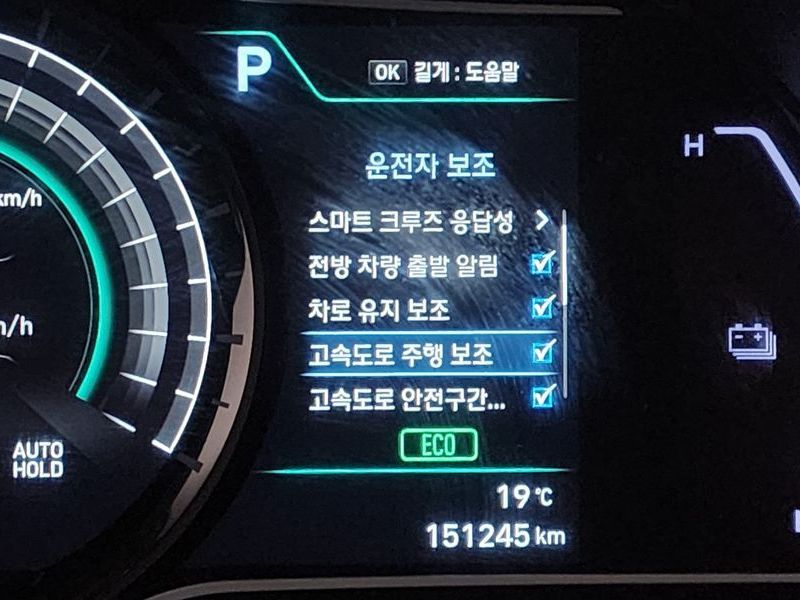 P
OK 길게 : 도움말
H
운전자 보조
km/h
스마트 크루즈 응답성 >
전방 차량 출발 알림
차로 유지 보조
고속도로 주행 보조
고속도로 안전구간...
ECO
AUTO
HOLD
19℃
151245 km